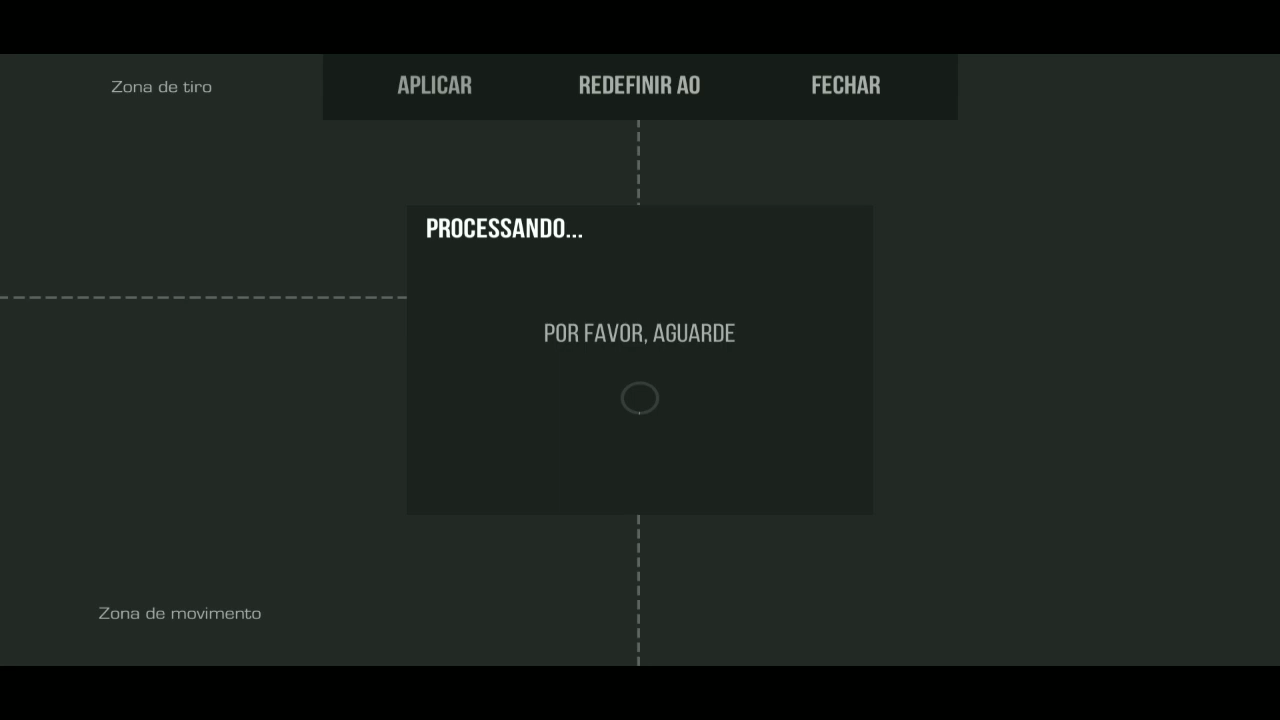 Zona de tiro
APLICAR
REDEFINIR AO
FECHAR
PROCESSANDO...
POR FAVOR, AGUARDE
Zona de movimento